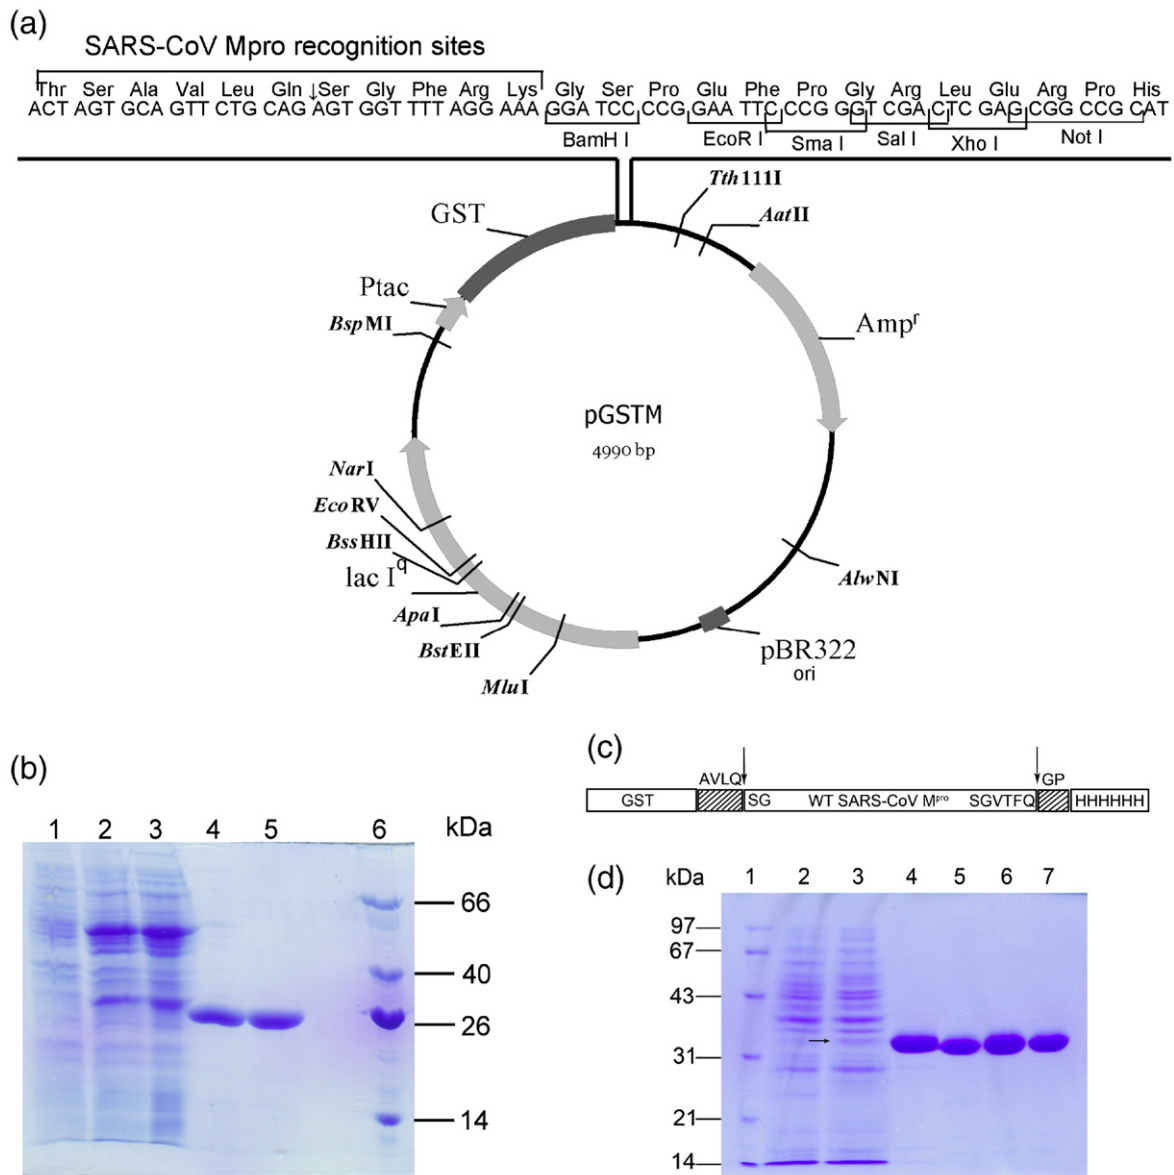 (a)
SARS-CoV Mpro recognition sites
Thr Ser Ala Val Leu Gln ↓Ser Gly Phe Arg Lys Gly Ser Pro Glu Phe Pro Gly Arg Leu Glu Arg Pro His
ACT AGT GCA GTT CTG CAG AGT GGT TTT AGG AAA GGA TCC CCG GAA TTC CCG GGT CGA CTC GAG CGG CCG CAT
BamH I EcoR I Sma I Sal I Xho I Not I
Tth111I
AatII
GST
Ptac
BspMI
Ampr
pGSTM
4990 bp
NarI
EcoRV
BssHII
lac Iq
ApaI
BstEII
MluI
AlwNI
pBR322
ori
(b)
1 2 3 4 5 6 kDa
66
40
26
14
(c)
AVLQ GP
GST SG WT SARS-CoV Mpro SGVTFQ HHHHHH
(d)
kDa 1 2 3 4 5 6 7
97
67
43
31
21
14